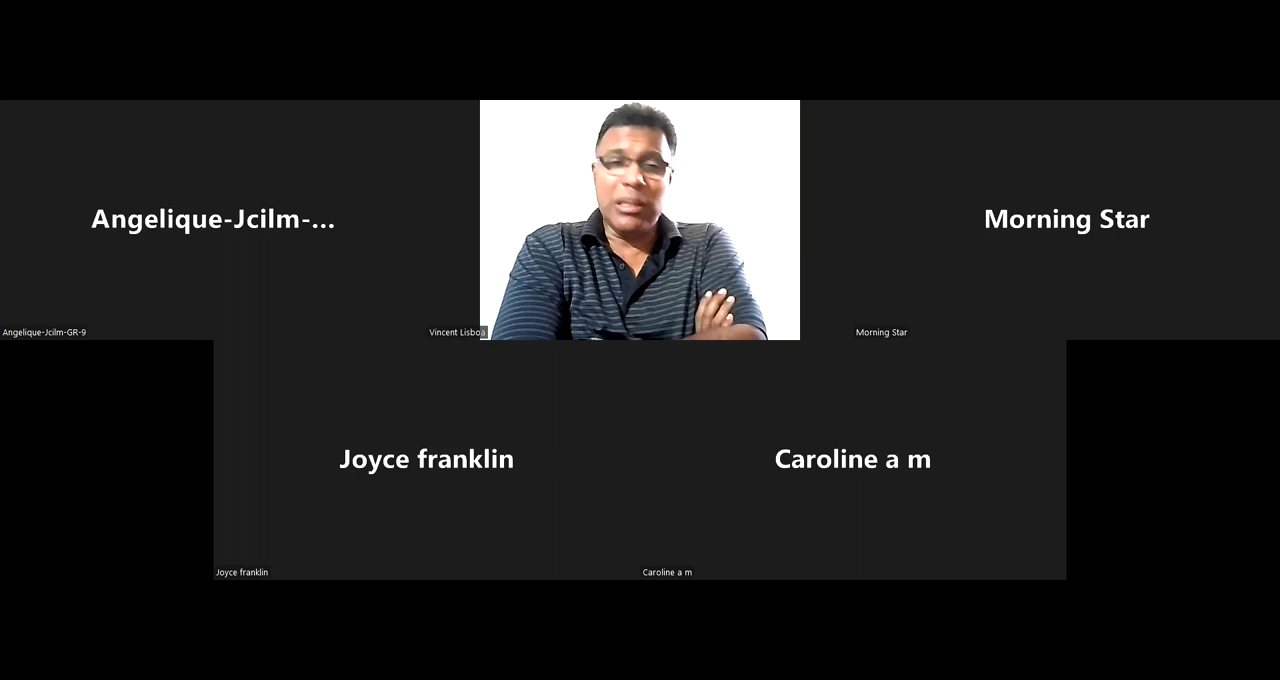 Angelique-Jcilm-...
Morning Star
Angelique-Jcilm-GR-9
Vincent Lisboa
Morning Star
Joyce franklin
Caroline a m
Joyce franklin
Caroline a m